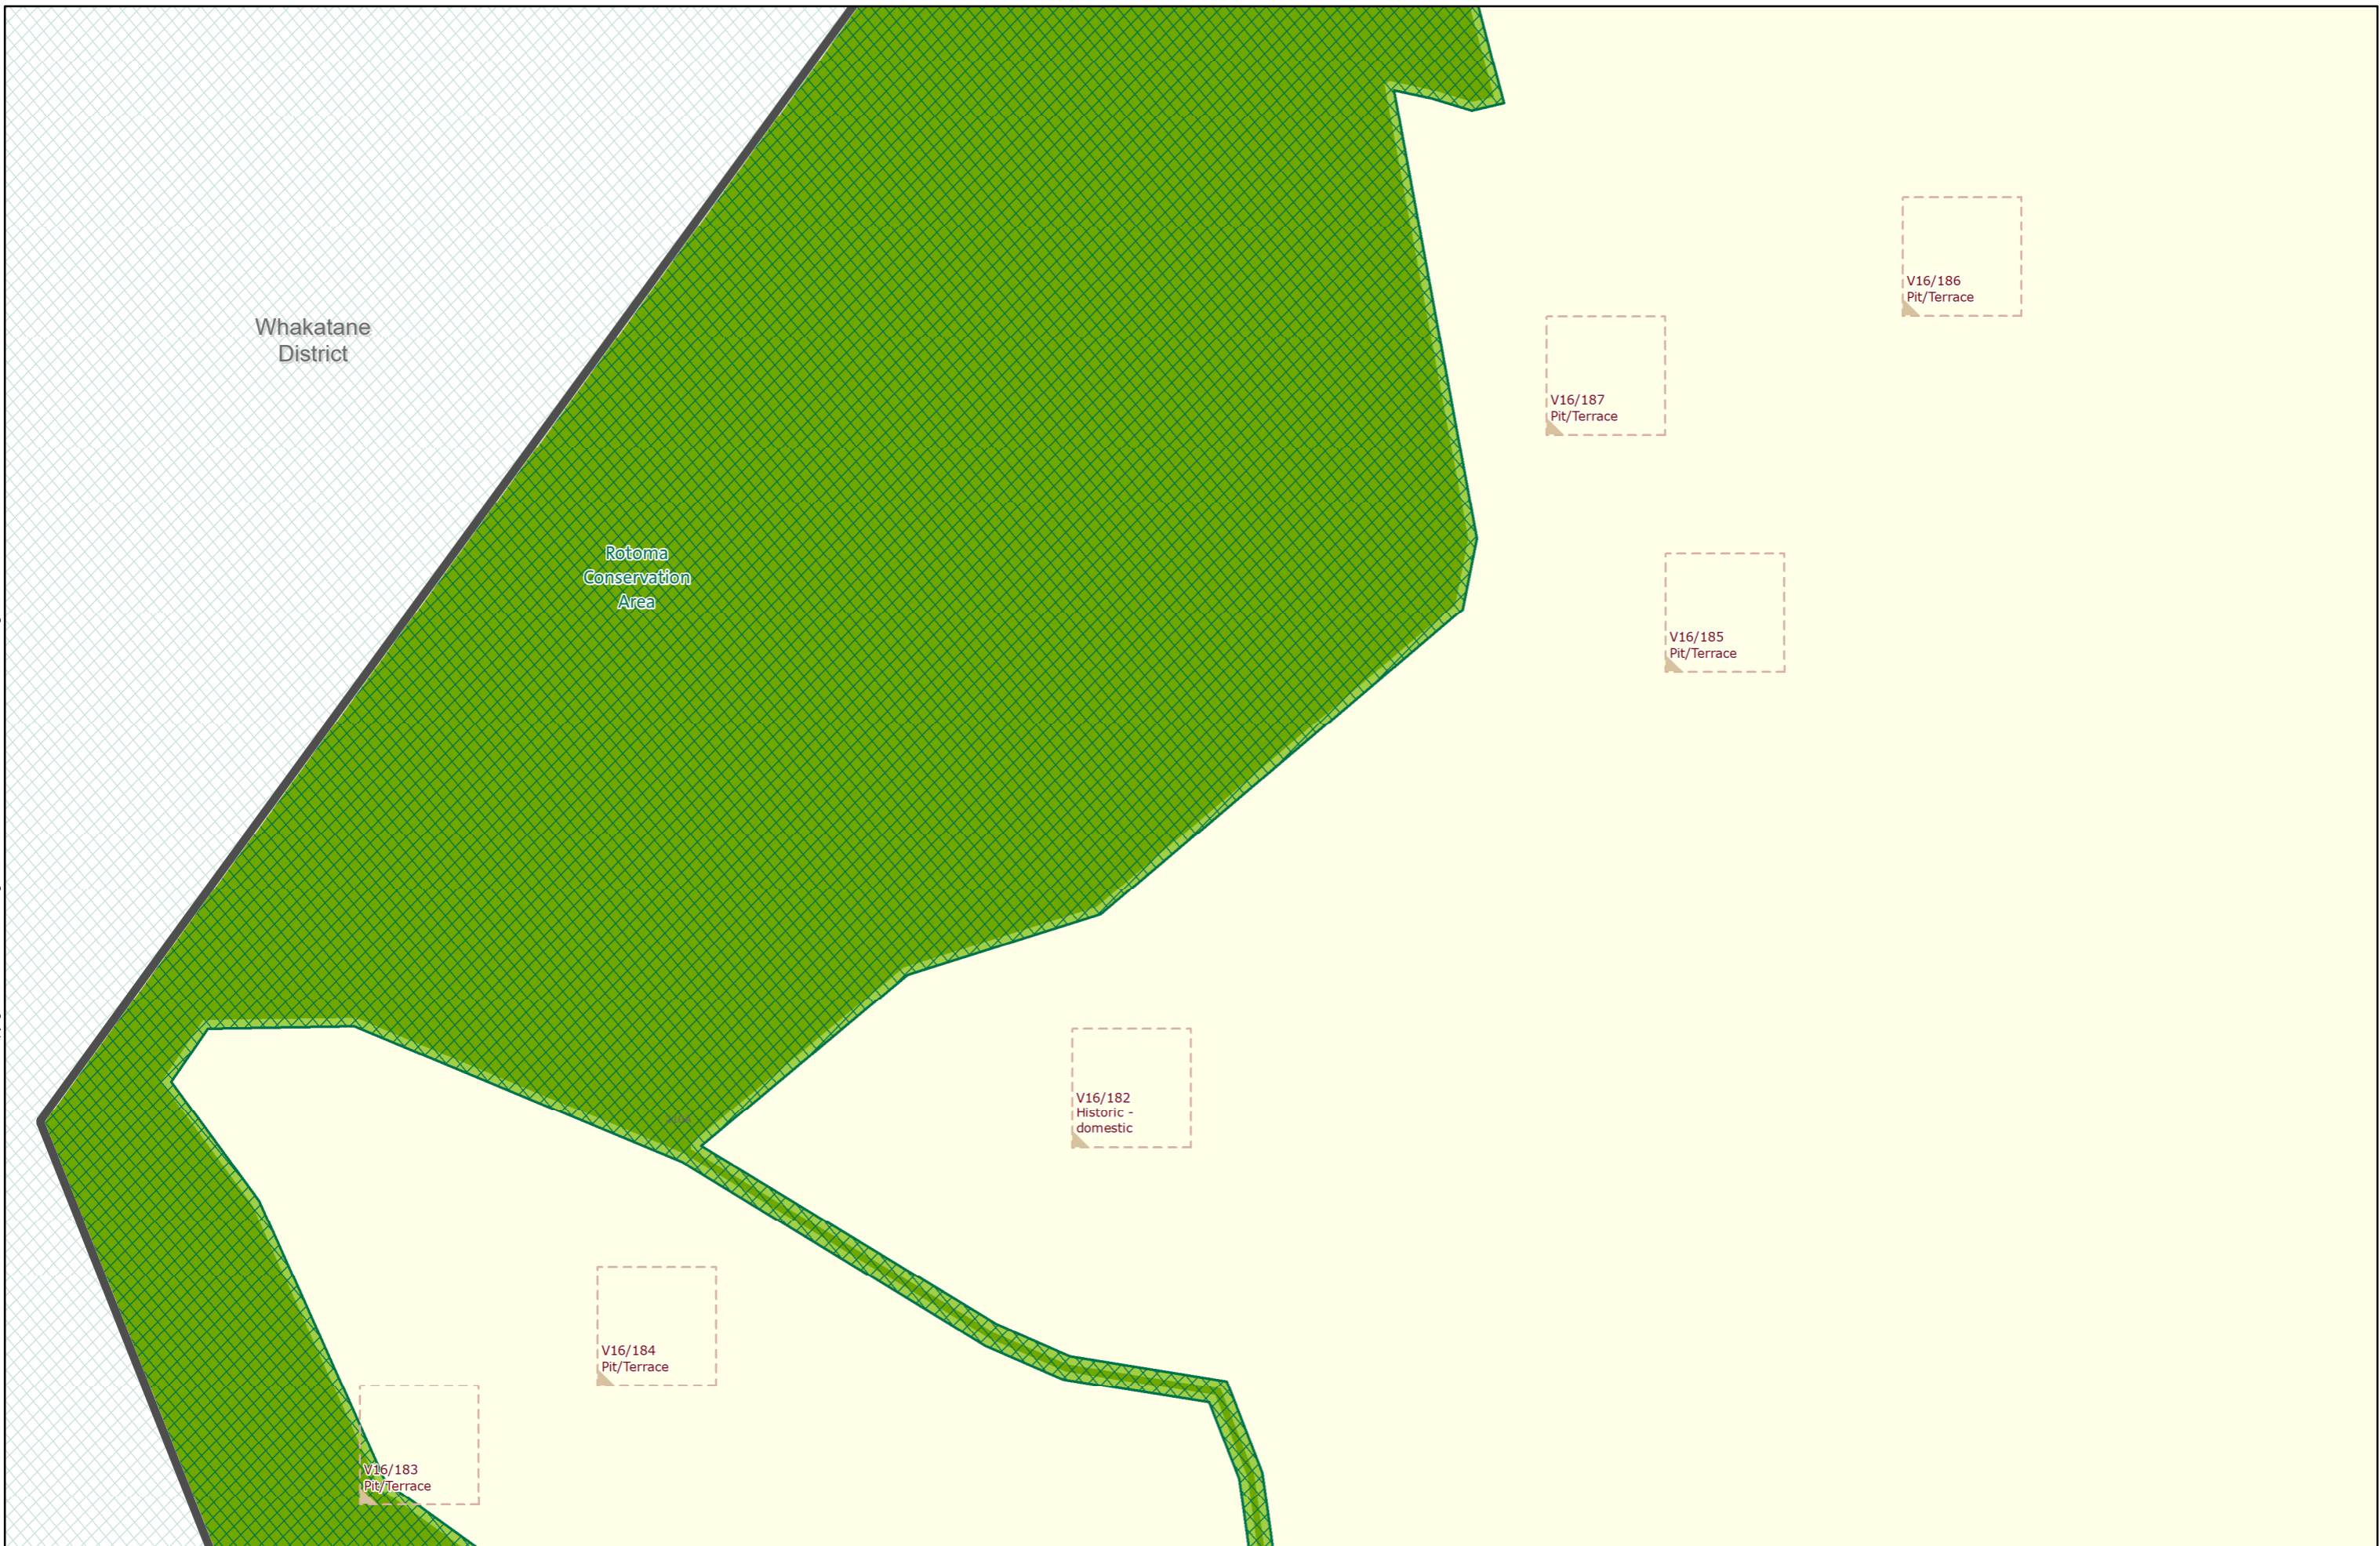 V16/186
Pit/Terrace
Whakatane
District
V16/187
Pit/Terrace
Rotoma
Conservation
Area
V16/185
Pit/Terrace
V16/182
Historic -
domestic
V16/184
Pit/Terrace
V16/183
Pit/Terrace